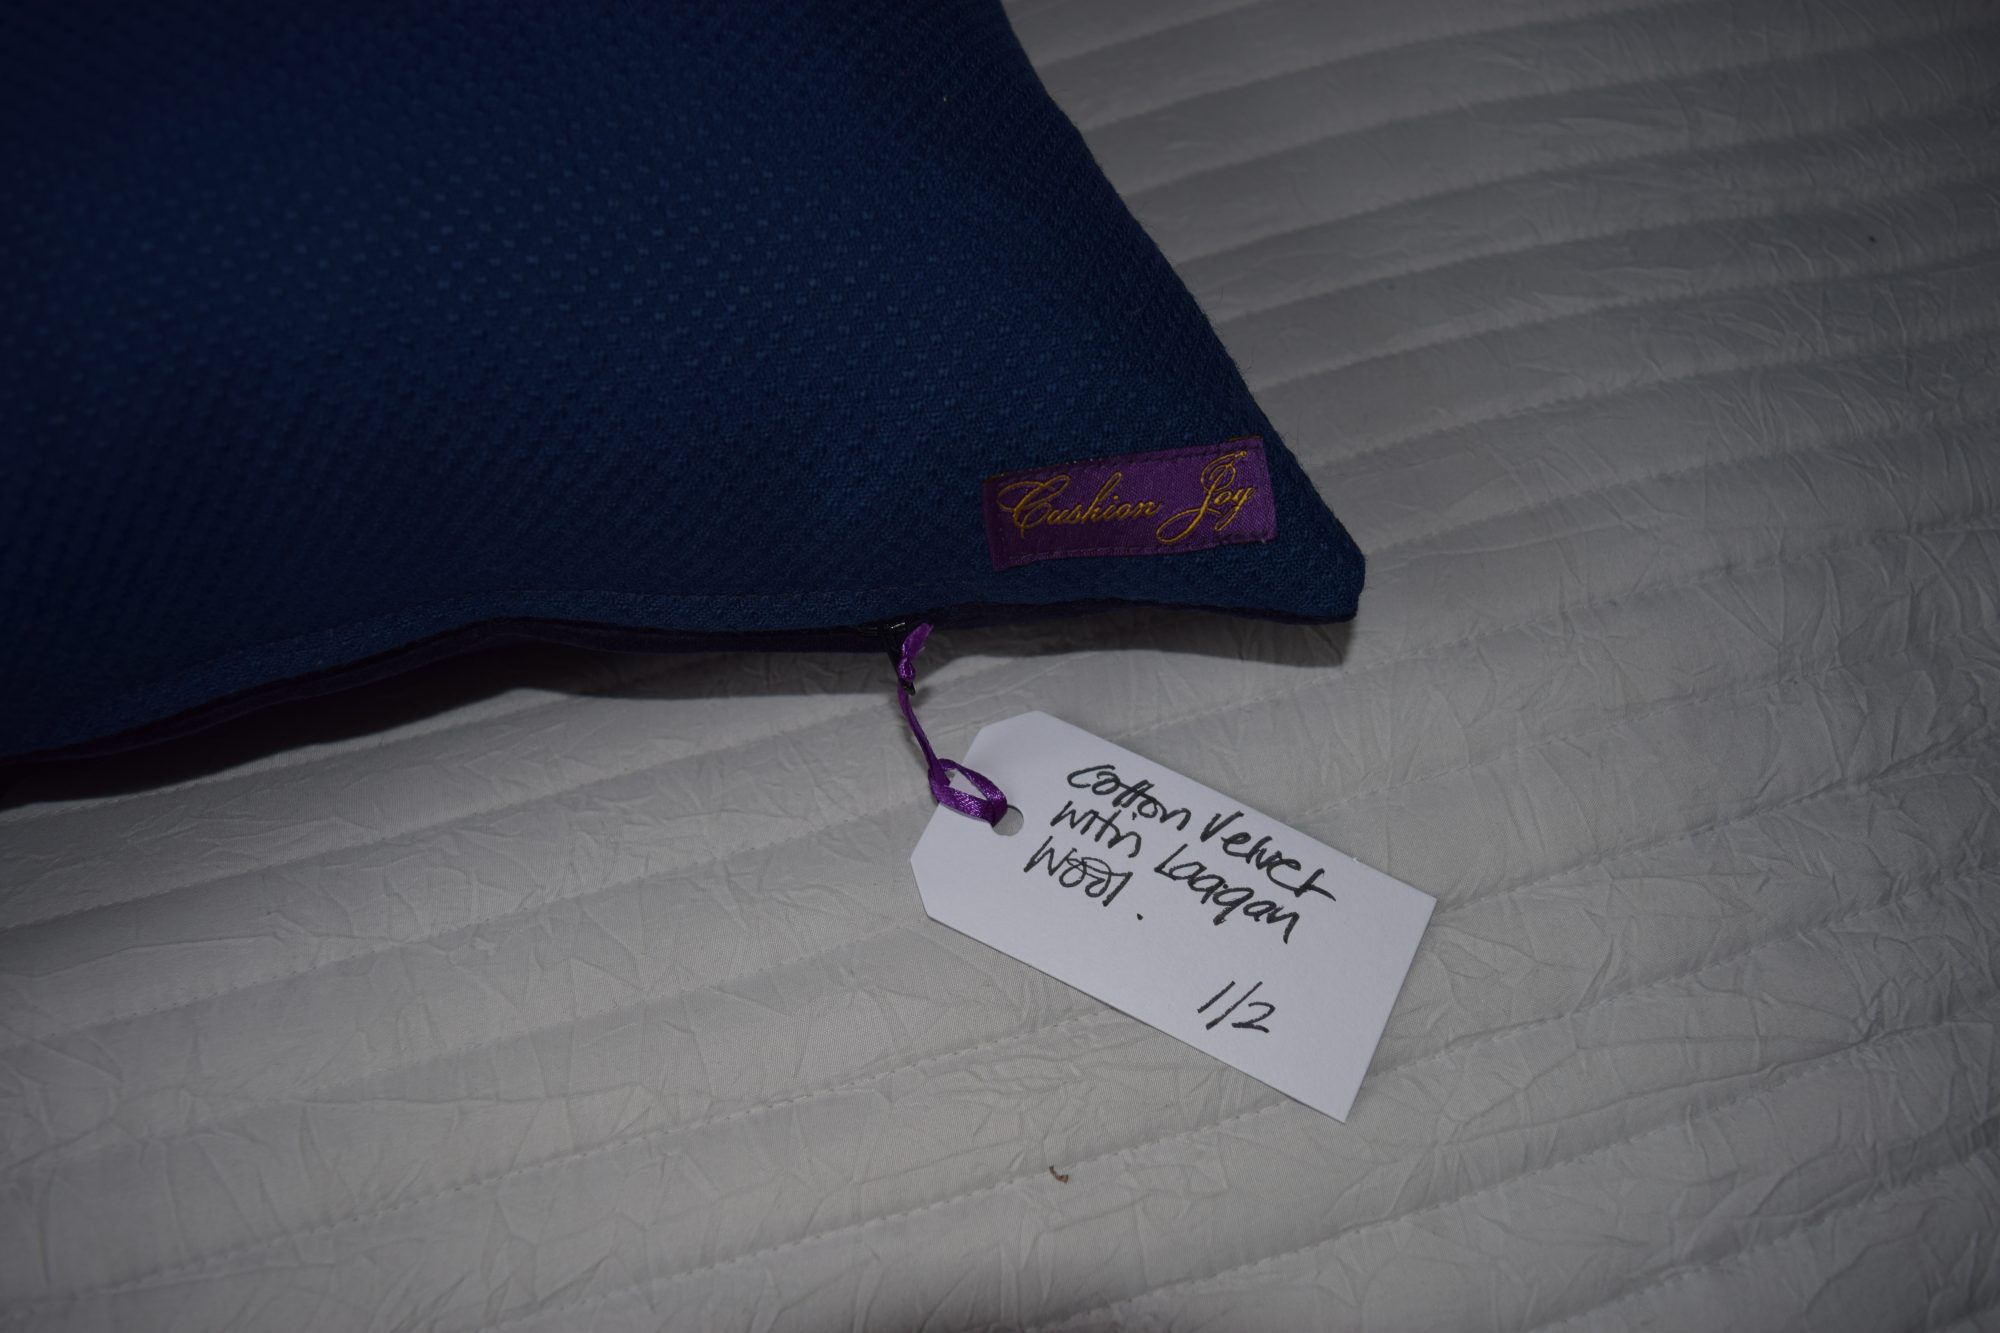 Cushion Joy
Cotton Velvet
with Laggan
Wool.
1/2